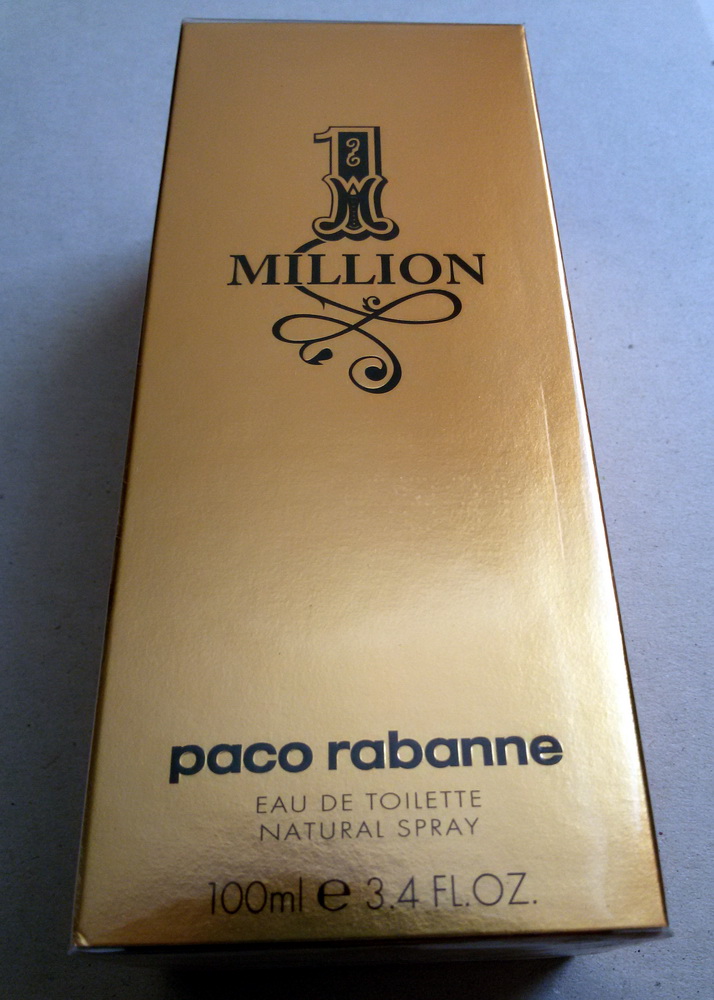 1
MILLION
paco rabanne
EAU DE TOILETTE
NATURAL SPRAY
100ml e 3.4 FL.OZ.